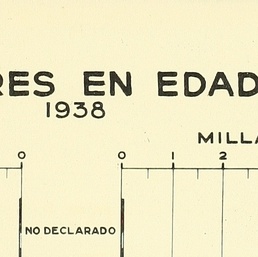 RES EN EDAD
1938
MILLA
0 0 1 2
NO DECLARADO